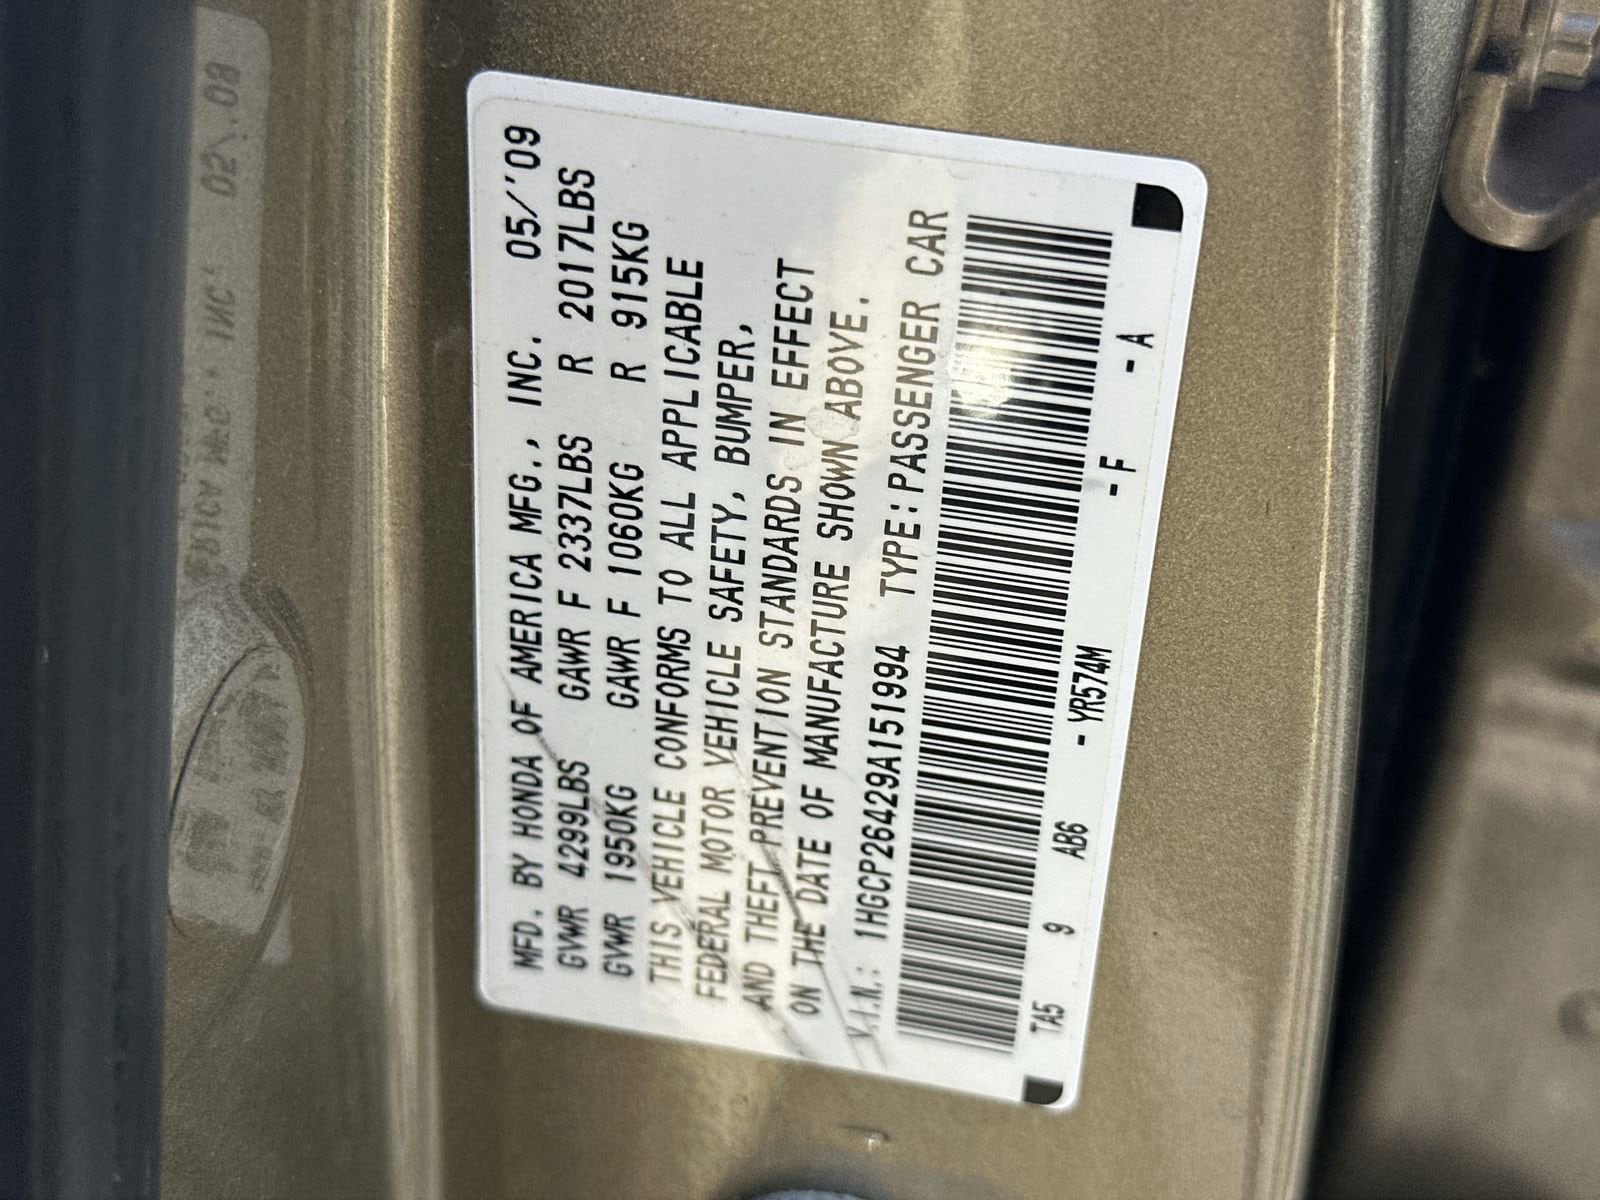 MFD. BY HONDA OF AMERICA MFG., INC. 05/'09
GVWR 4299LBS GAWR F 2337LBS R 2017LBS
GVWR 1950KG GAWR F 1060KG R 915KG
THIS VEHICLE CONFORMS TO ALL APPLICABLE
FEDERAL MOTOR VEHICLE SAFETY, BUMPER,
AND THEFT PREVENTION STANDARDS IN EFFECT
ON THE DATE OF MANUFACTURE SHOWN ABOVE.
V.I.N.: 1HGCP26429A151994 TYPE:PASSENGER CAR
TA5 9 AB6 - YR574M - F - A